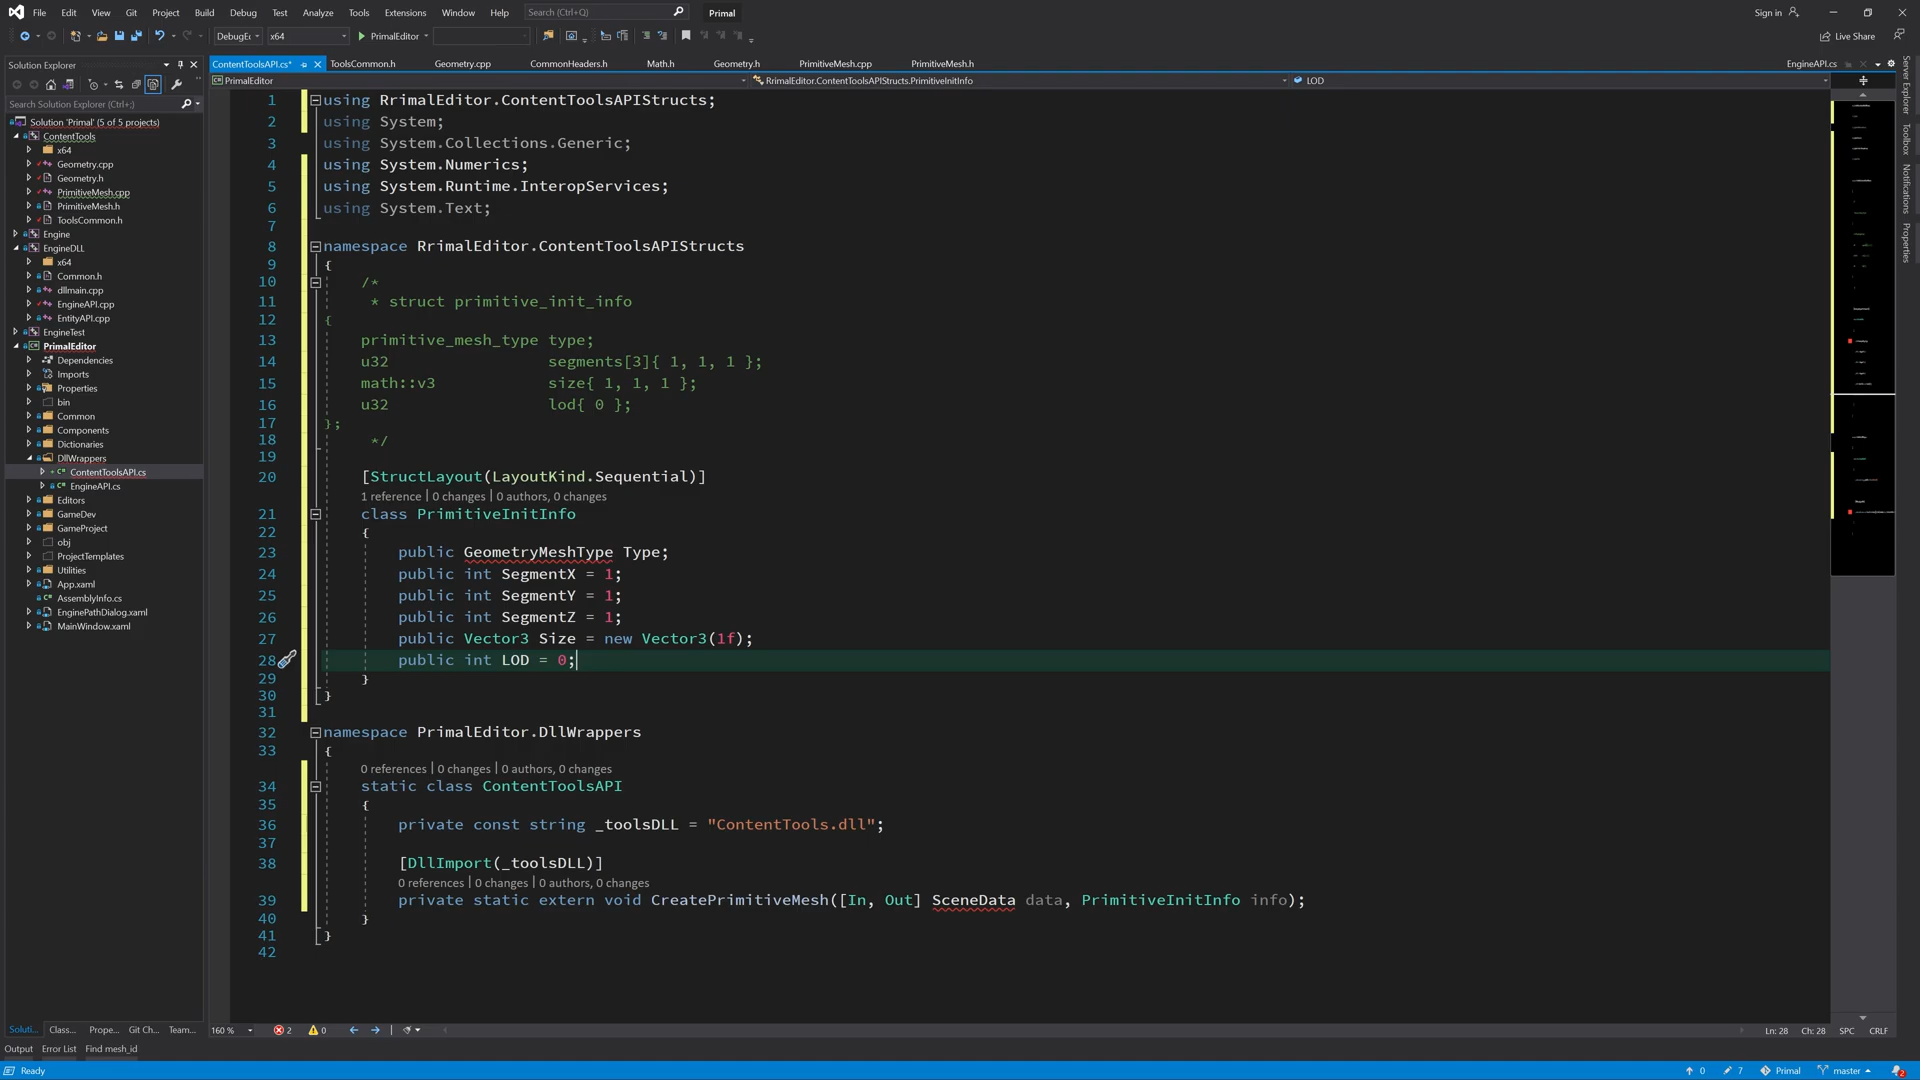 File Edit View Git Project Build Debug Test Analyze Tools Extensions Window Help Search (Ctrl+Q) Primal Sign in
x64 PrimalEditor Live Share
Solution Explorer
ContentToolsAPI.cs* ToolsCommon.h Geometry.cpp CommonHeaders.h Math.h Geometry.h PrimitiveMesh.cpp PrimitiveMesh.h EngineAPI.cs
PrimalEditor RrimalEditor.ContentToolsAPIStructs.PrimitiveInitInfo LOD
Search Solution Explorer (Ctrl+;)
Solution 'Primal' (5 of 5 projects)
ContentTools
x64
Geometry.cpp
Geometry.h
PrimitiveMesh.cpp
PrimitiveMesh.h
ToolsCommon.h
Engine
EngineDLL
x64
Common.h
dllmain.cpp
EngineAPI.cpp
EntityAPI.cpp
EngineTest
PrimalEditor
Dependencies
Imports
Properties
bin
Common
Components
Dictionaries
DllWrappers
ContentToolsAPI.cs
EngineAPI.cs
Editors
GameDev
GameProject
obj
ProjectTemplates
Utilities
App.xaml
AssemblyInfo.cs
EnginePathDialog.xaml
MainWindow.xaml
1 using RrimalEditor.ContentToolsAPIStructs;
2 using System;
3 using System.Collections.Generic;
4 using System.Numerics;
5 using System.Runtime.InteropServices;
6 using System.Text;
7
8 namespace RrimalEditor.ContentToolsAPIStructs
9 {
10 /*
11 * struct primitive_init_info
12 {
13 primitive_mesh_type type;
14 u32 segments[3]{ 1, 1, 1 };
15 math::v3 size{ 1, 1, 1 };
16 u32 lod{ 0 };
17 };
18 */
19
20 [StructLayout(LayoutKind.Sequential)]
1 reference | 0 changes | 0 authors, 0 changes
21 class PrimitiveInitInfo
22 {
23 public GeometryMeshType Type;
24 public int SegmentX = 1;
25 public int SegmentY = 1;
26 public int SegmentZ = 1;
27 public Vector3 Size = new Vector3(1f);
28 public int LOD = 0;
29 }
30 }
31
32 namespace PrimalEditor.DllWrappers
33 {
0 references | 0 changes | 0 authors, 0 changes
34 static class ContentToolsAPI
35 {
36 private const string _toolsDLL = "ContentTools.dll";
37
38 [DllImport(_toolsDLL)]
0 references | 0 changes | 0 authors, 0 changes
39 private static extern void CreatePrimitiveMesh([In, Out] SceneData data, PrimitiveInitInfo info);
40 }
41 }
42
Server Explorer
Toolbox
Notifications
Properties
Soluti... Class... Prope... Git Ch... Team... 160 % 2 0 Ln: 28 Ch: 28 SPC CRLF
Output Error List Find mesh_id
Ready 0 7 Primal master 2